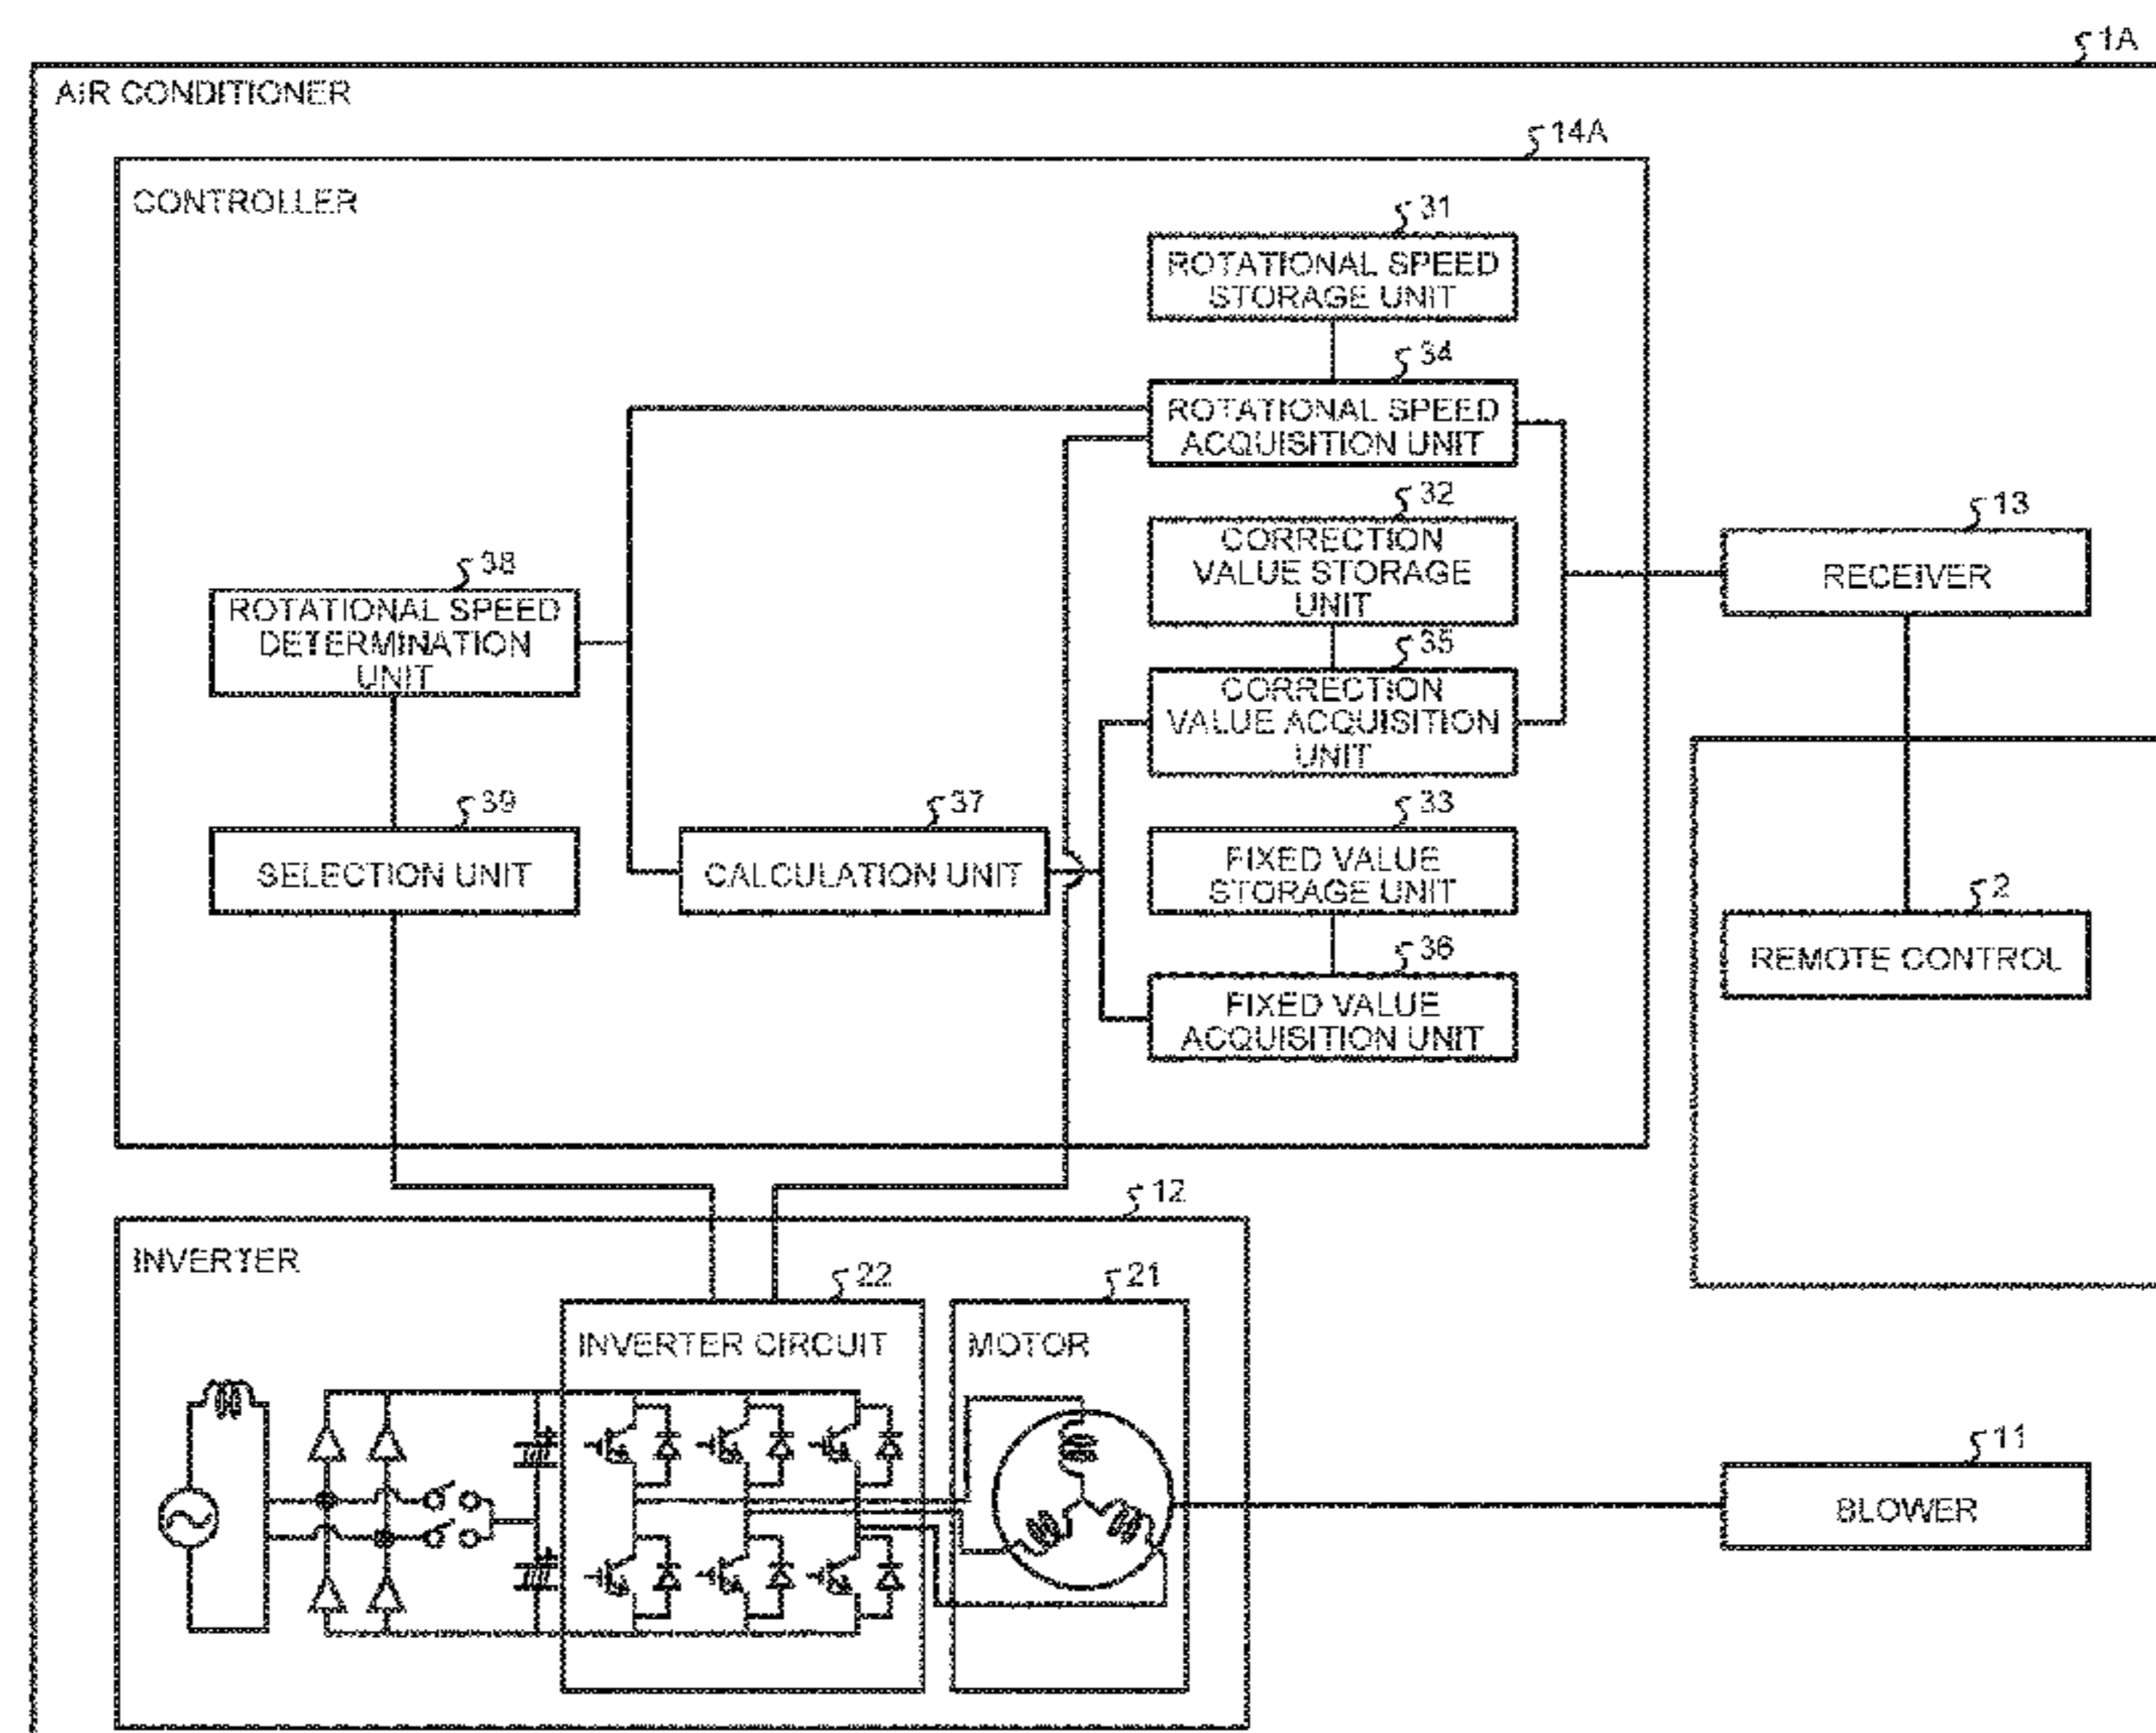 1A
AIR CONDITIONER
14A
CONTROLLER
31
ROTATIONAL SPEED
STORAGE UNIT
34
ROTATIONAL SPEED
ACQUISITION UNIT
32
CORRECTION
VALUE STORAGE
UNIT
13
RECEIVER
38
ROTATIONAL SPEED
DETERMINATION
UNIT
35
CORRECTION
VALUE ACQUISITION
UNIT
39
SELECTION UNIT
37
CALCULATION UNIT
33
FIXED VALUE
STORAGE UNIT
2
REMOTE CONTROL
36
FIXED VALUE
ACQUISITION UNIT
12
INVERTER
22
INVERTER CIRCUIT
21
MOTOR
11
BLOWER